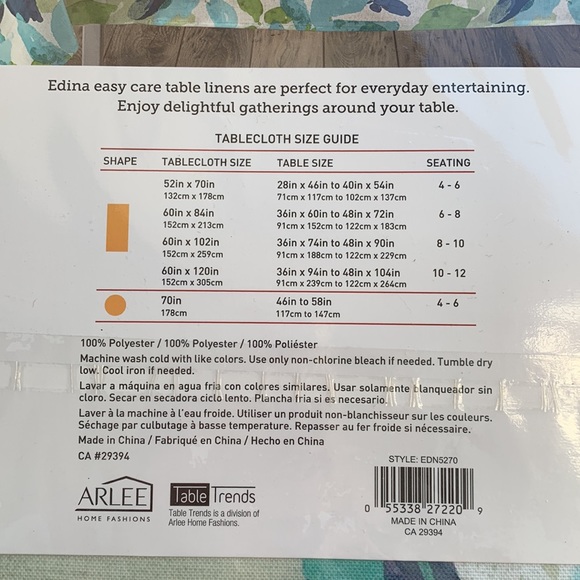 Edina easy care table linens are perfect for everyday entertaining.
Enjoy delightful gatherings around your table.
TABLECLOTH SIZE GUIDE
SHAPE TABLECLOTH SIZE TABLE SIZE SEATING
52in x 70in 28in x 46in to 40in x 54in 4 - 6
132cm x 178cm 71cm x 117cm to 102cm x 137cm
60in x 84in 36in x 60in to 48in x 72in 6 - 8
152cm x 213cm 91cm x 152cm to 122cm x 183cm
60in x 102in 36in x 74in to 48in x 90in 8 - 10
152cm x 259cm 91cm x 188cm to 122cm x 229cm
60in x 120in 36in x 94in to 48in x 104in 10 - 12
152cm x 305cm 91cm x 239cm to 122cm x 264cm
70in 46in to 58in 4 - 6
178cm 117cm to 147cm
100% Polyester / 100% Polyester / 100% Poliéster
Machine wash cold with like colors. Use only non-chlorine bleach if needed. Tumble dry
low. Cool iron if needed.
Lavar a máquina en agua fria con colores similares. Usar solamente blanqueador sin
cloro. Secar en secadora ciclo lento. Plancha fria si es necesario.
Laver à la machine à l'eau froide. Utiliser un produit non-blanchisseur sur les couleurs.
Séchage par culbutage à basse temperature. Repasser au fer froide si nécessaire.
Made in China / Fabriqué en China / Hecho en China
CA #29394
STYLE: EDN5270
ARLEE
HOME FASHIONS
Table Trends
Table Trends is a division of
Arlee Home Fashions.
0 55338 27220 9
MADE IN CHINA
CA 29394